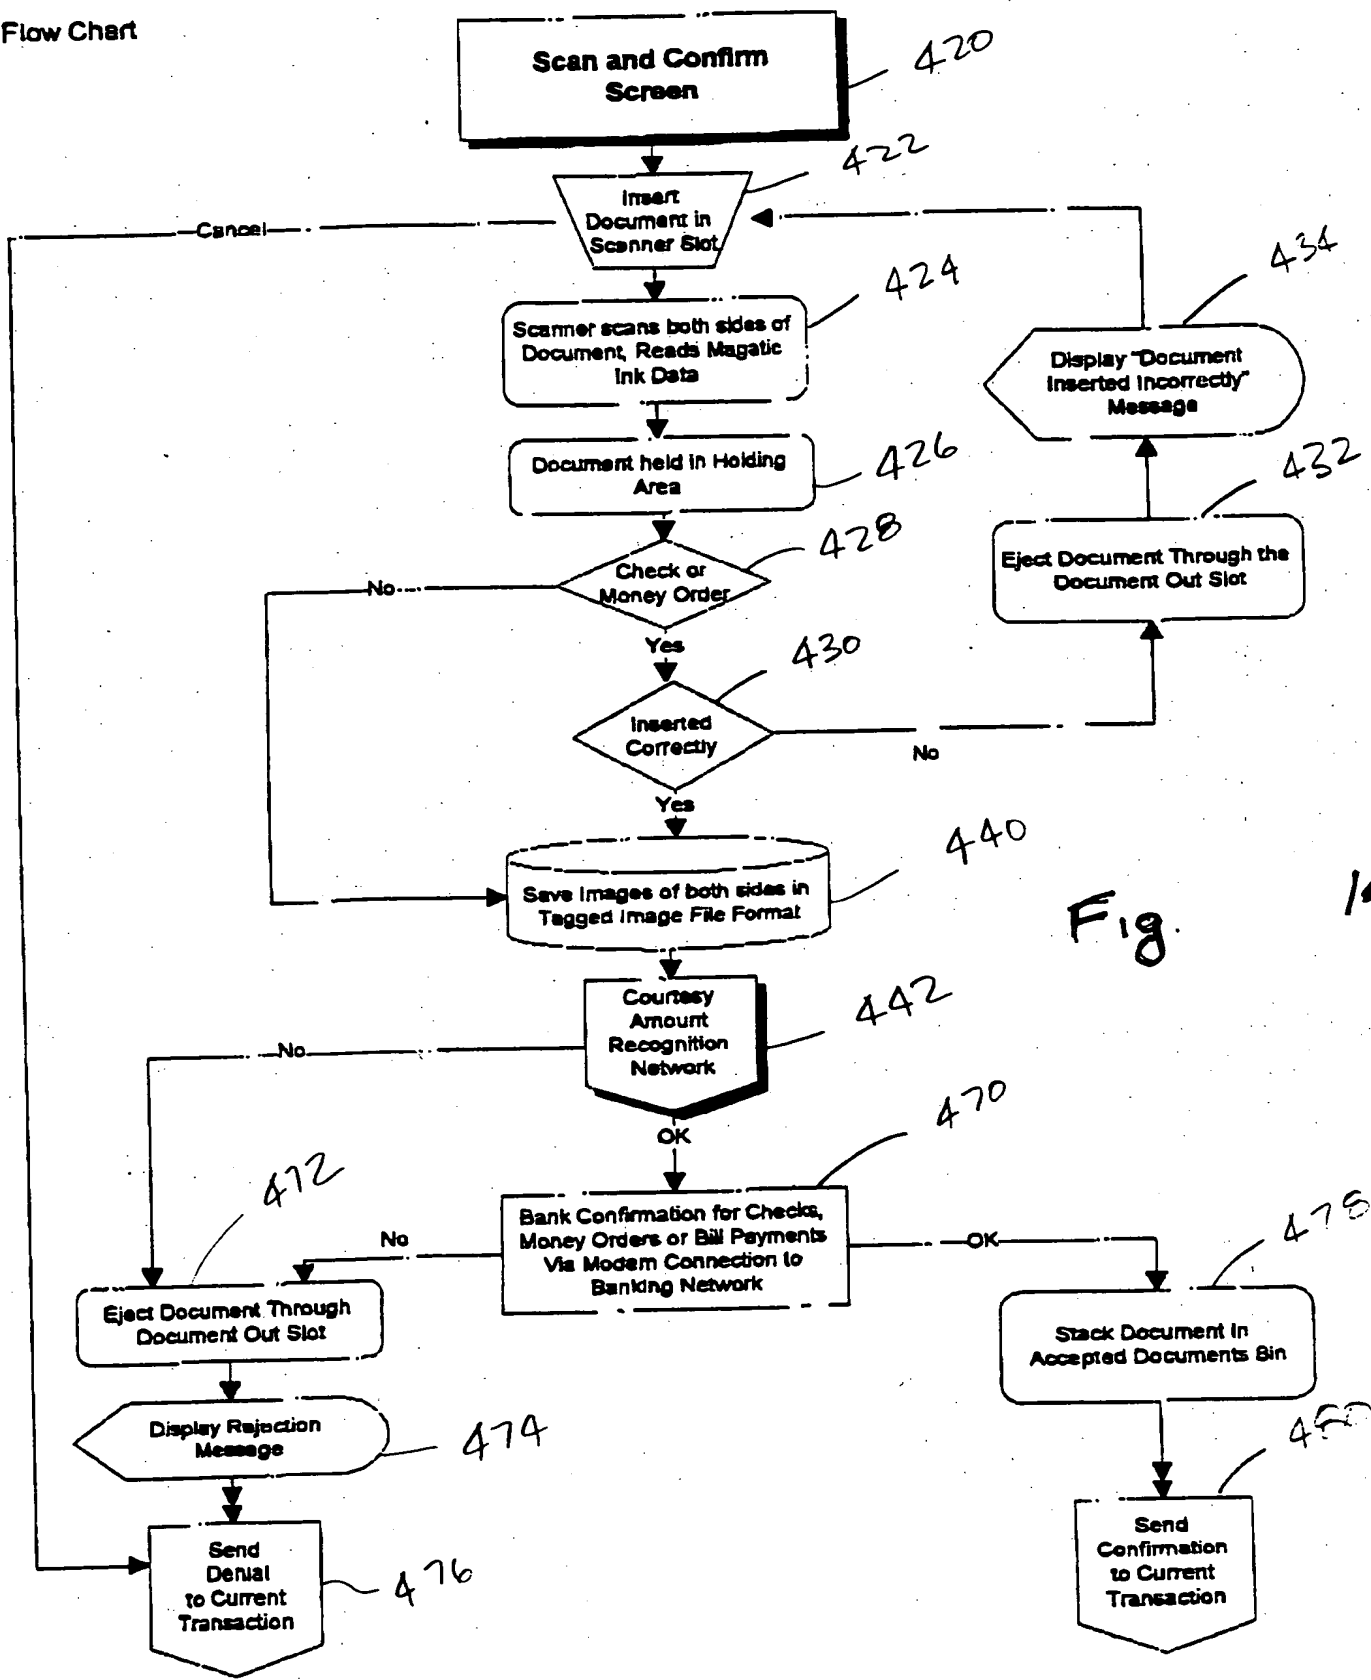 Flow Chart
Scan and Confirm
Screen
420
422
Insert
Document in
Scanner Slot
Cancel
424
Scanner scans both sides of
Document, Reads Magatic
Ink Data
434
Display "Document
Inserted Incorrectly"
Message
Document held in Holding
Area
426
432
Eject Document Through the
Document Out Slot
428
Check or
Money Order
No
Yes
430
Inserted
Correctly
No
Yes
440
Save Images of both sides in
Tagged Image File Format
Fig.
Courtesy
Amount
Recognition
Network
442
No
OK
470
472
Bank Confirmation for Checks,
Money Orders or Bill Payments
Via Modem Connection to
Banking Network
No
OK
478
Eject Document Through
Document Out Slot
Stack Document in
Accepted Documents Bin
Display Rejection
Message
474
Send
Denial
to Current
Transaction
476
Send
Confirmation
to Current
Transaction